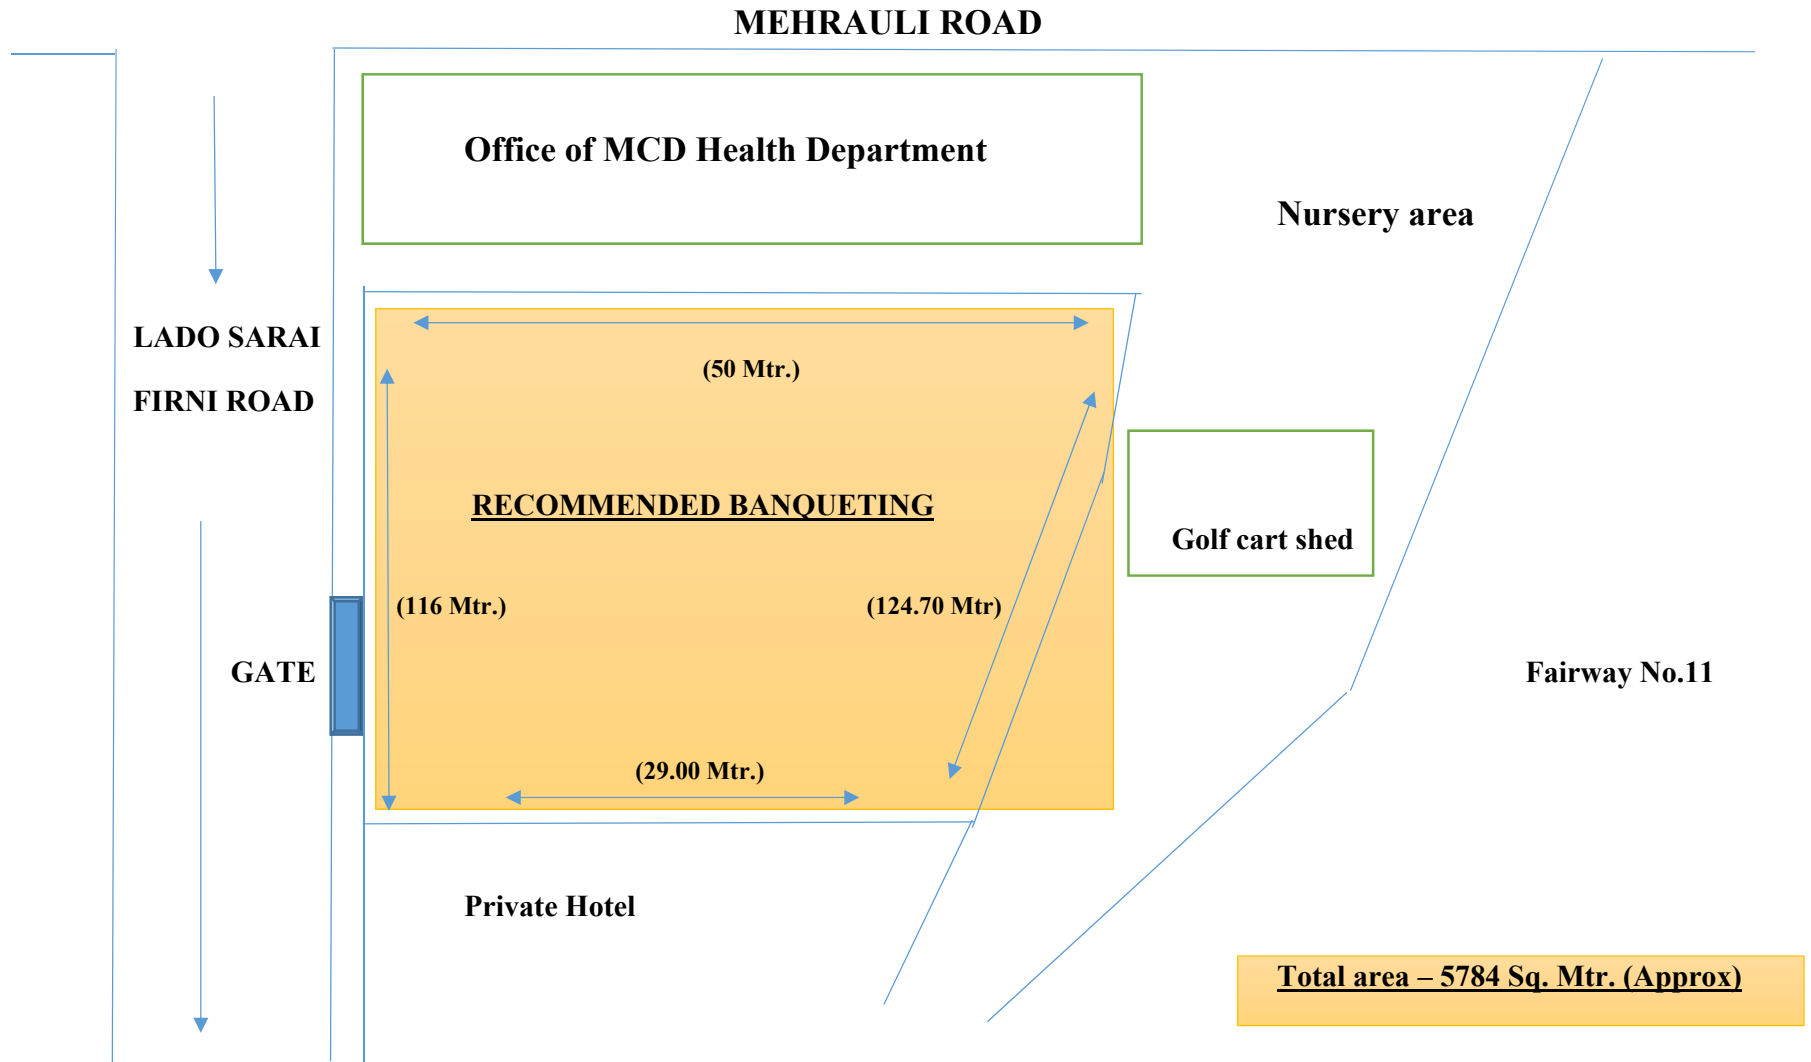 MEHRAULI ROAD
Office of MCD Health Department
Nursery area
LADO SARAI
FIRNI ROAD
(50 Mtr.)
RECOMMENDED BANQUETING
Golf cart shed
(116 Mtr.)
(124.70 Mtr)
GATE
Fairway No.11
(29.00 Mtr.)
Private Hotel
Total area – 5784 Sq. Mtr. (Approx)